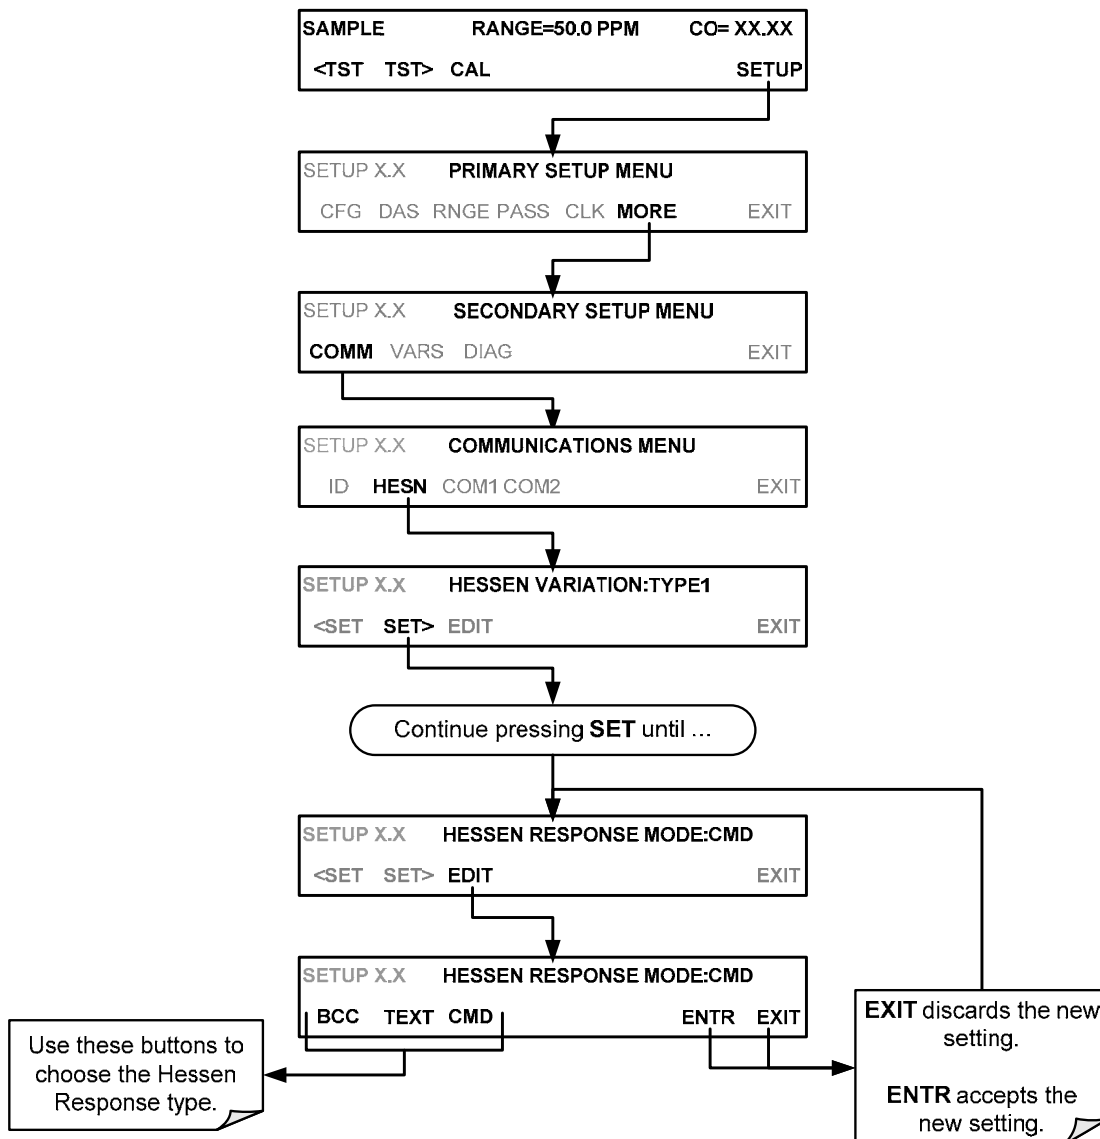 SAMPLE RANGE=50.0 PPM CO= XX.XX
<TST TST> CAL SETUP
SETUP X.X PRIMARY SETUP MENU
CFG DAS RNGE PASS CLK MORE EXIT
SETUP X.X SECONDARY SETUP MENU
COMM VARS DIAG EXIT
SETUP X.X COMMUNICATIONS MENU
ID HESN COM1 COM2 EXIT
SETUP X.X HESSEN VARIATION:TYPE1
<SET SET> EDIT EXIT
Continue pressing SET until ...
SETUP X.X HESSEN RESPONSE MODE:CMD
<SET SET> EDIT EXIT
SETUP X.X HESSEN RESPONSE MODE:CMD
BCC TEXT CMD ENTR EXIT
Use these buttons to
choose the Hessen
Response type.
EXIT discards the new
setting.
ENTR accepts the
new setting.